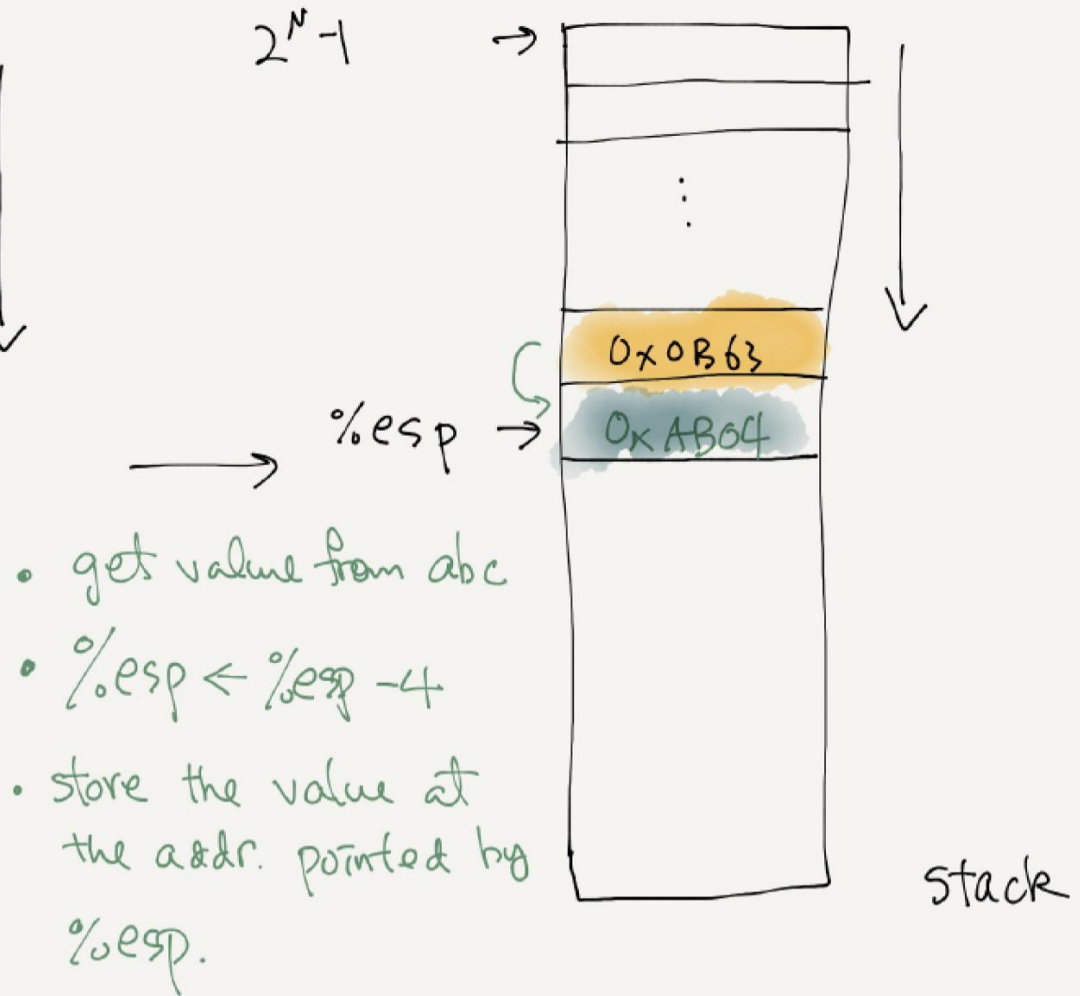 2^N-1
⋮
0x0B63
%esp
0xAB04
• get value from abc
• %esp ← %esp -4
• store the value at
the addr. pointed by
%esp.
stack